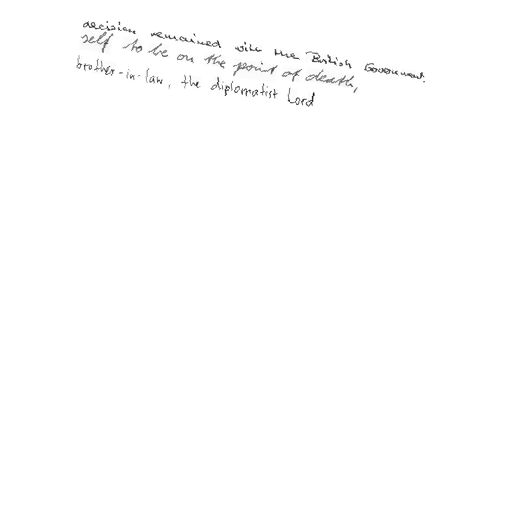 decision remained with the British Government.
self to be on the point of death,
brother-in-law, the diplomatist Lord